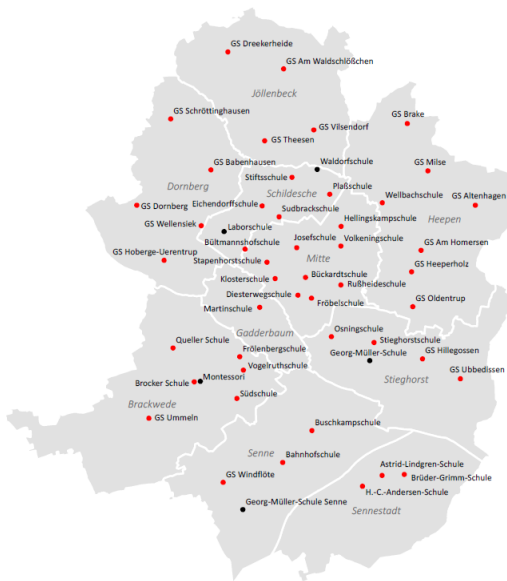 GS Dreekerheide
GS Am Waldschlößchen
Jöllenbeck
GS Schröttinghausen
GS Brake
GS Vilsendorf
GS Theesen
GS Babenhausen
Waldorfschule
GS Milse
Stiftsschule
Dornberg
Schildesche
Plaßschule
Wellbachschule
GS Altenhagen
GS Dornberg
Eichendorffschule
Sudbrackschule
Heepen
GS Wellensiek
Laborschule
Hellingskampschule
Bültmannshofschule
Josefschule
Volkeningschule
GS Hoberge-Uerentrup
Stapenhorstschule
Mitte
GS Am Homersen
GS Heeperholz
Klosterschule
Bückardtschule
Rußheideschule
Diesterwegschule
Fröbelschule
GS Oldentrup
Martinschule
Gadderbaum
Osningschule
Stieghorstschule
Queller Schule
Frölenbergschule
Georg-Müller-Schule
GS Hillegossen
Vogelruthschule
GS Ubbedissen
Montessori
Brocker Schule
Stieghorst
Südschule
Brackwede
GS Ummeln
Buschkampschule
Senne
Bahnhofschule
Astrid-Lindgren-Schule
GS Windflöte
Brüder-Grimm-Schule
H.-C.-Andersen-Schule
Georg-Müller-Schule Senne
Sennestadt